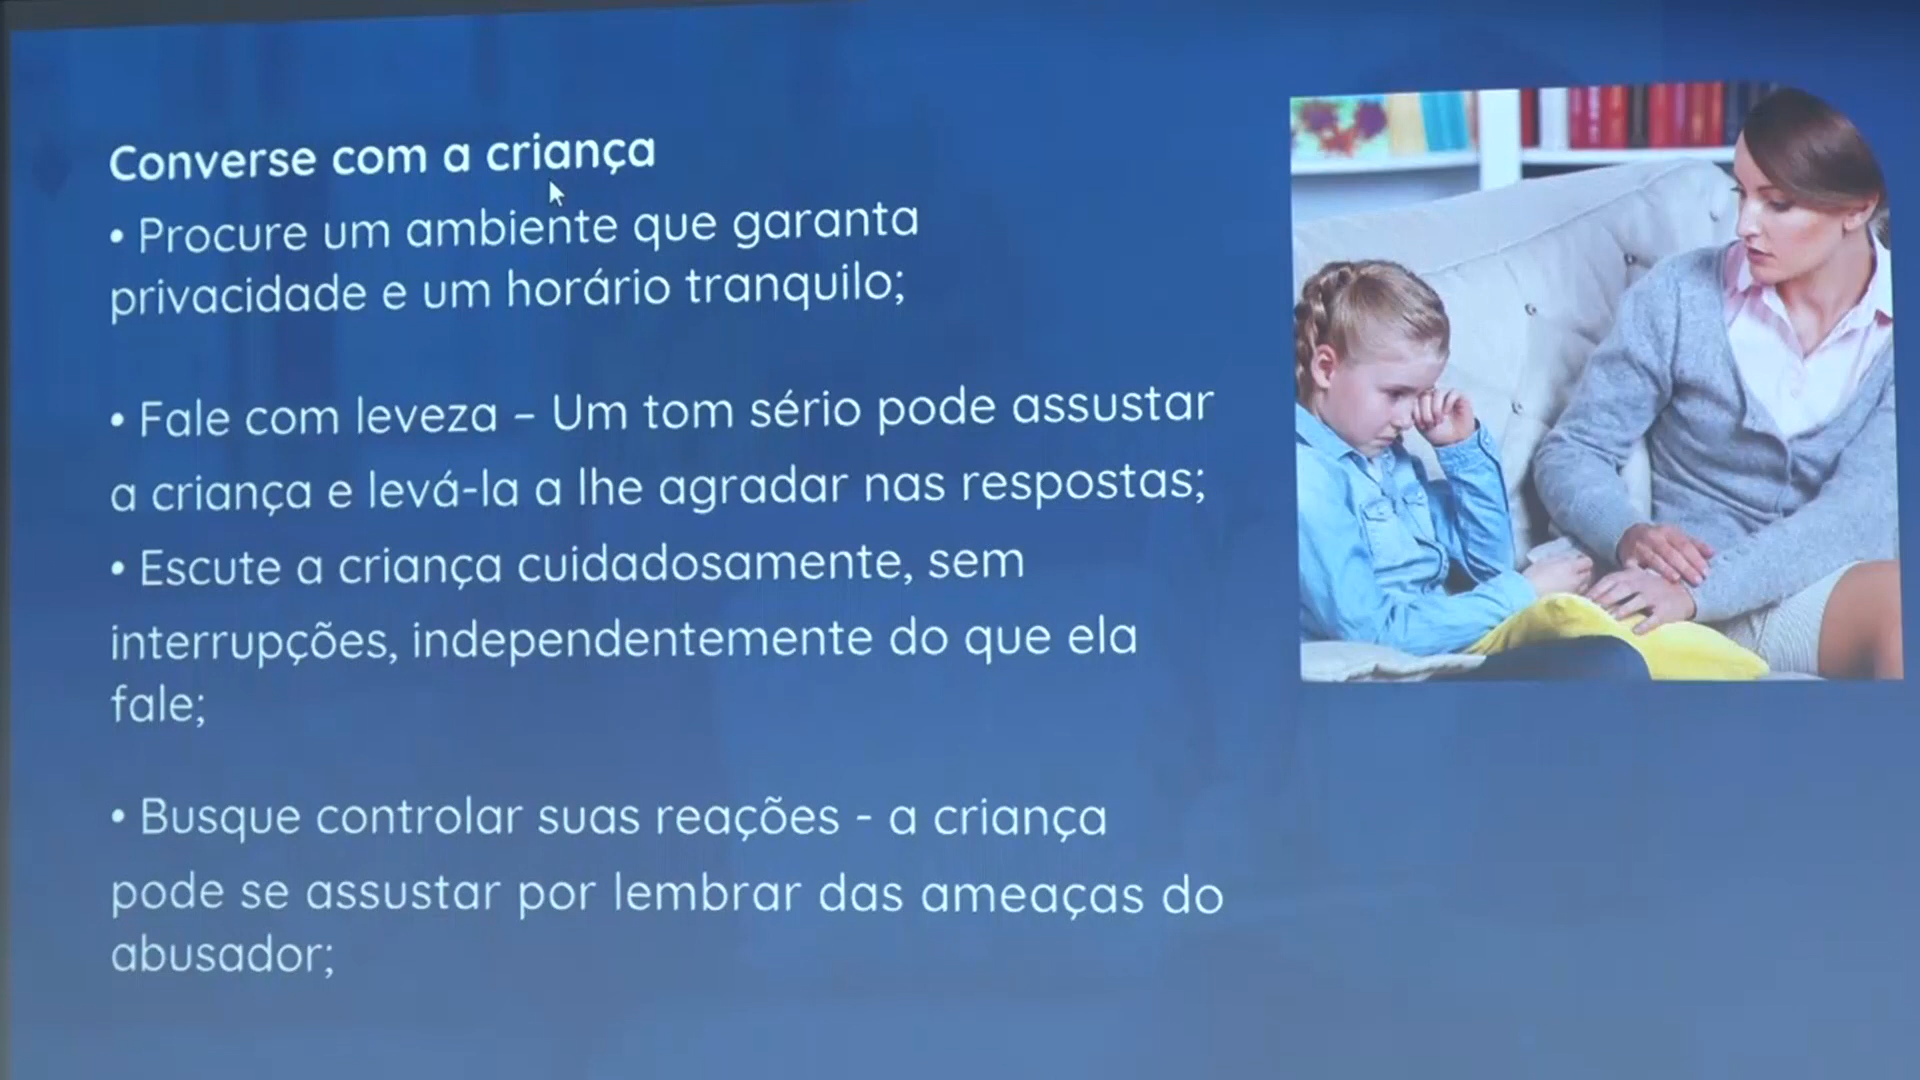 Converse com a criança
• Procure um ambiente que garanta
privacidade e um horário tranquilo;
• Fale com leveza – Um tom sério pode assustar
a criança e levá-la a lhe agradar nas respostas;
• Escute a criança cuidadosamente, sem
interrupções, independentemente do que ela
fale;
• Busque controlar suas reações - a criança
pode se assustar por lembrar das ameaças do
abusador;